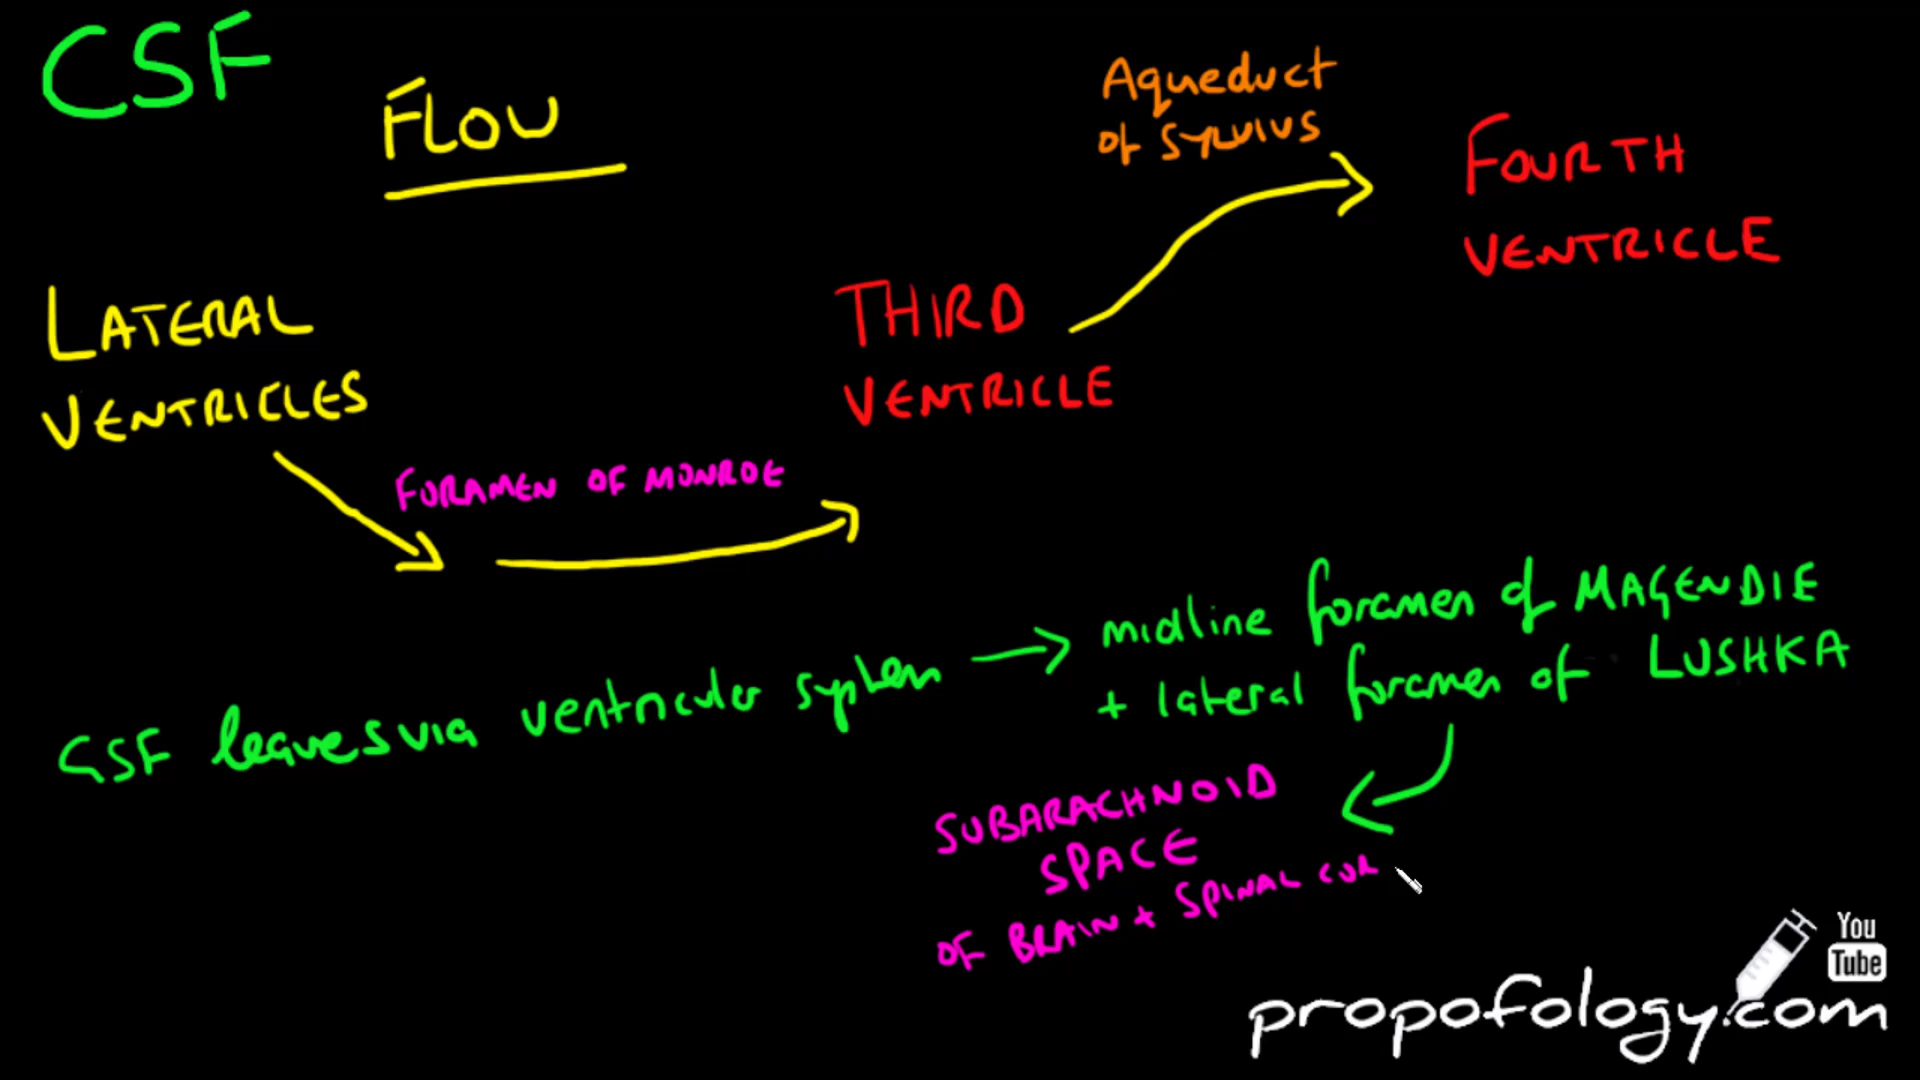 CSF
FLOW
Aqueduct
of SYLVIUS
FOURTH
VENTRICLE
LATERAL
VENTRICLES
THIRD
VENTRICLE
FORAMEN OF MONROE
CSF leaves via ventricular system → midline foramen of MAGENDIE
+ lateral foramen of LUSHKA
SUBARACHNOID
SPACE
OF BRAIN + SPINAL COR
You
Tube
propofology.com